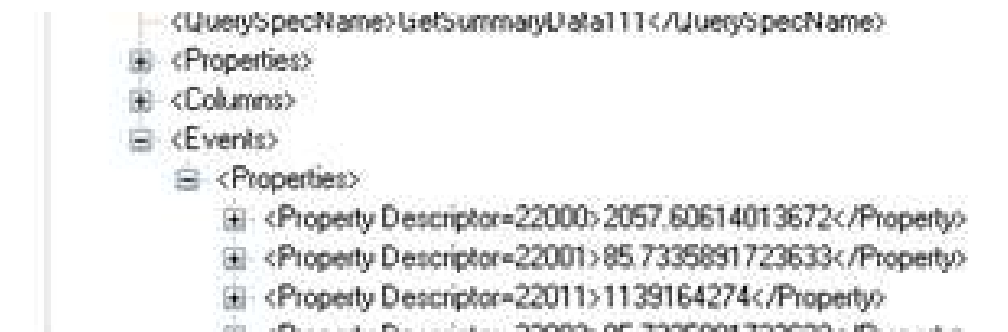 <QuerySpecName>GetSummaryData111</QuerySpecName>
<Properties>
<Columns>
<Events>
<Properties>
<Property Descriptor=22000>2057.60614013672</Property>
<Property Descriptor=22001>85.7335891723633</Property>
<Property Descriptor=22011>1139164274</Property>